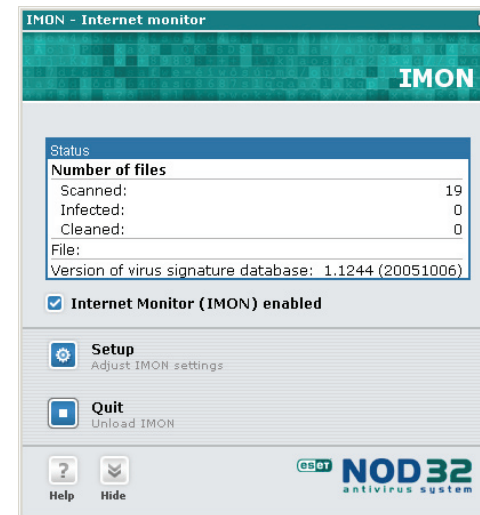 IMON - Internet monitor
IMON
Status
Number of files
Scanned: 19
Infected: 0
Cleaned: 0
File:
Version of virus signature database: 1.1244 (20051006)
Internet Monitor (IMON) enabled
Setup
Adjust IMON settings
Quit
Unload IMON
? 
Help Hide
eset NOD32
antivirus system